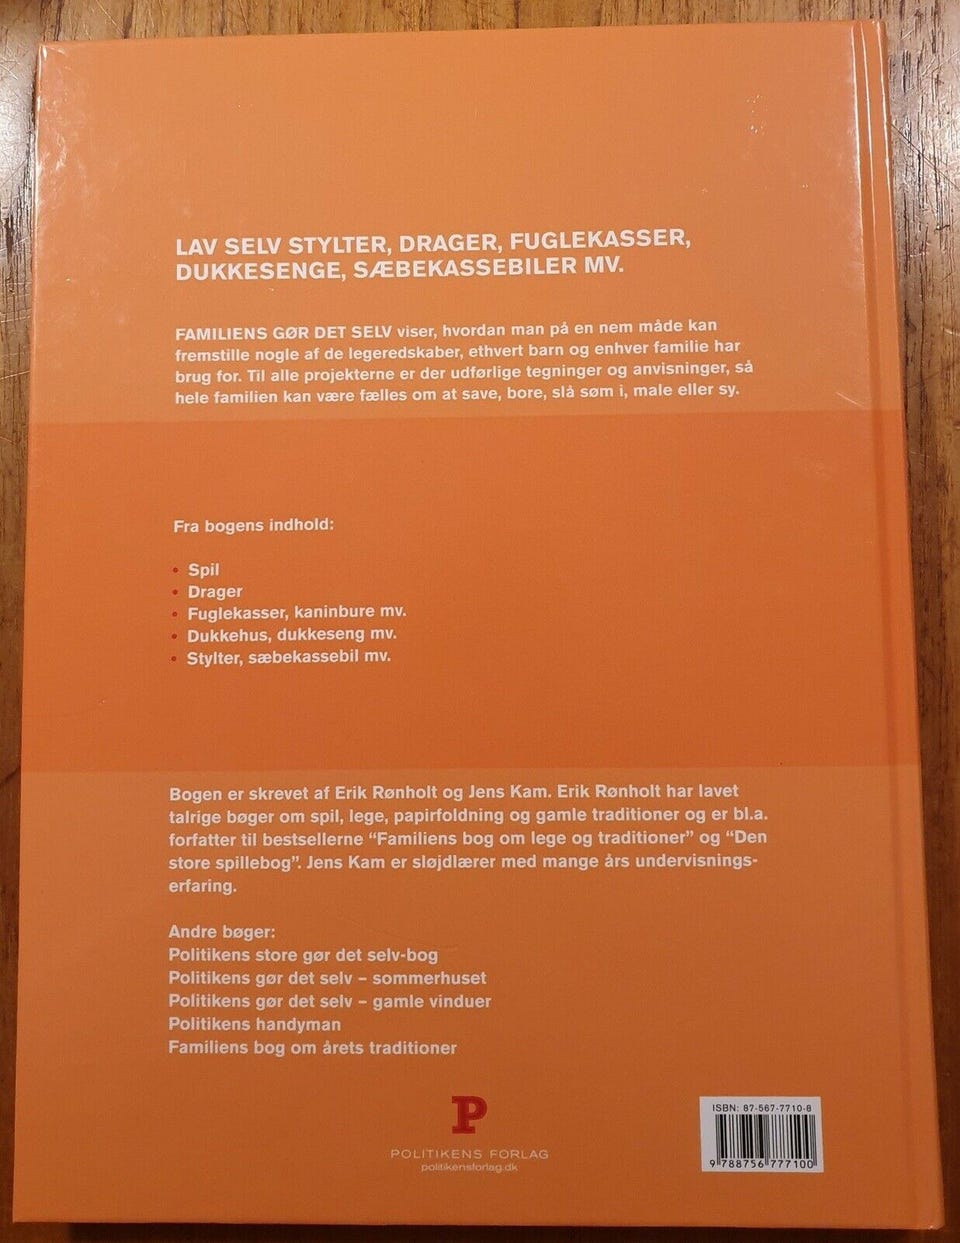 LAV SELV STYLTER, DRAGER, FUGLEKASSER,
DUKKESENGE, SÆBEKASSEBILER MV.
FAMILIENS GØR DET SELV viser, hvordan man på en nem måde kan
fremstille nogle af de legeredskaber, ethvert barn og enhver familie har
brug for. Til alle projekterne er der udførlige tegninger og anvisninger, så
hele familien kan være fælles om at save, bore, slå søm i, male eller sy.
Fra bogens indhold:
• Spil
• Drager
• Fuglekasser, kaninbure mv.
• Dukkehus, dukkeseng mv.
• Stylter, sæbekassebil mv.
Bogen er skrevet af Erik Rønholt og Jens Kam. Erik Rønholt har lavet
talrige bøger om spil, lege, papirfoldning og gamle traditioner og er bl.a.
forfatter til bestsellerne “Familiens bog om lege og traditioner” og “Den
store spillebog”. Jens Kam er sløjdlærer med mange års undervisnings-
erfaring.
Andre bøger:
Politikens store gør det selv-bog
Politikens gør det selv – sommerhuset
Politikens gør det selv – gamle vinduer
Politikens handyman
Familiens bog om årets traditioner
P
POLITIKENS FORLAG
politikensforlag.dk
ISBN: 87-567-7710-8
9 788756 777100